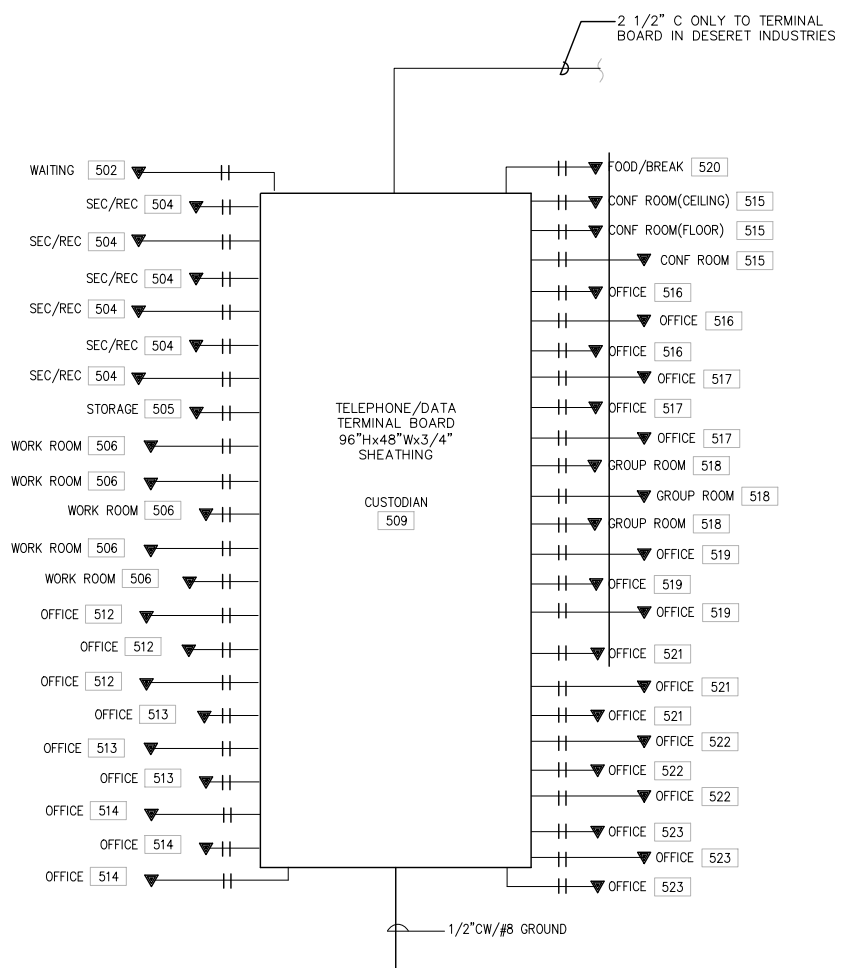 2 1/2" C ONLY TO TERMINAL
BOARD IN DESERET INDUSTRIES
WAITING 502
SEC/REC 504
SEC/REC 504
SEC/REC 504
SEC/REC 504
SEC/REC 504
SEC/REC 504
STORAGE 505
WORK ROOM 506
WORK ROOM 506
WORK ROOM 506
WORK ROOM 506
WORK ROOM 506
OFFICE 512
OFFICE 512
OFFICE 512
OFFICE 513
OFFICE 513
OFFICE 513
OFFICE 514
OFFICE 514
OFFICE 514
TELEPHONE/DATA
TERMINAL BOARD
96"Hx48"Wx3/4"
SHEATHING
CUSTODIAN
509
FOOD/BREAK 520
CONF ROOM(CEILING) 515
CONF ROOM(FLOOR) 515
CONF ROOM 515
OFFICE 516
OFFICE 516
OFFICE 516
OFFICE 517
OFFICE 517
OFFICE 517
GROUP ROOM 518
GROUP ROOM 518
GROUP ROOM 518
OFFICE 519
OFFICE 519
OFFICE 519
OFFICE 521
OFFICE 521
OFFICE 521
OFFICE 522
OFFICE 522
OFFICE 522
OFFICE 523
OFFICE 523
OFFICE 523
1/2"CW/#8 GROUND